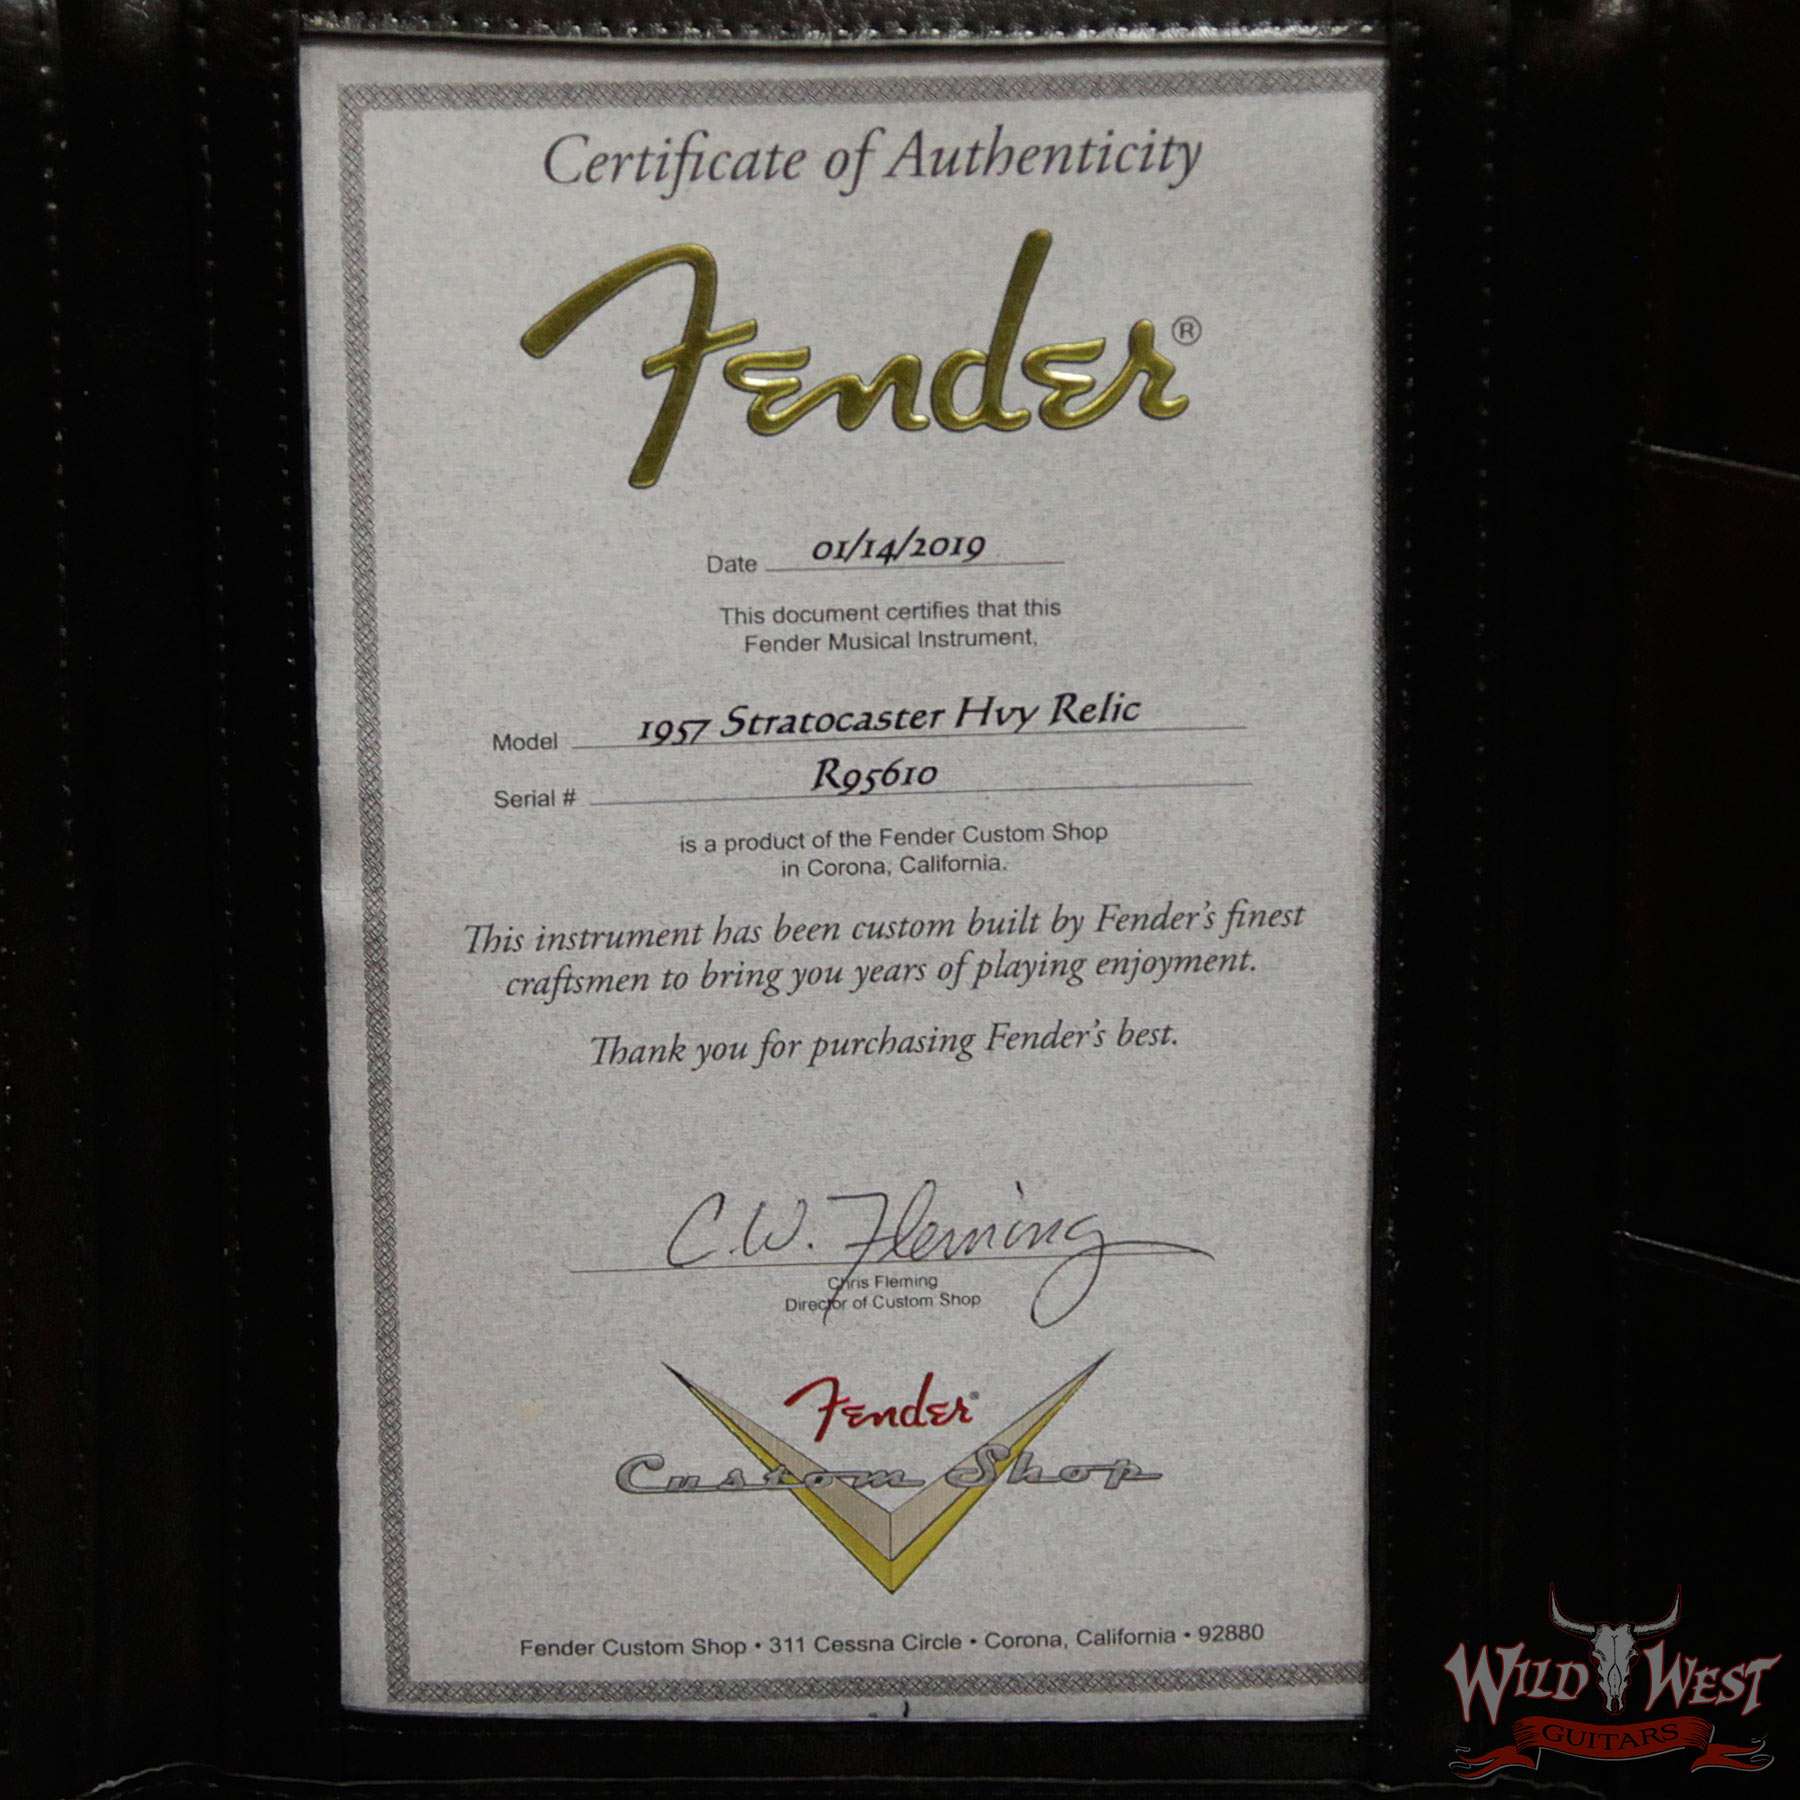 Certificate of Authenticity
Fender®
Date 01/14/2019
This document certifies that this
Fender Musical Instrument,
Model 1957 Stratocaster Hvy Relic
Serial # R95610
is a product of the Fender Custom Shop
in Corona, California.
This instrument has been custom built by Fender's finest
craftsmen to bring you years of playing enjoyment.
Thank you for purchasing Fender's best.
C.W. Fleming
Chris Fleming
Director of Custom Shop
Fender®
Custom Shop
Fender Custom Shop • 311 Cessna Circle • Corona, California • 92880
WILD WEST
GUITARS